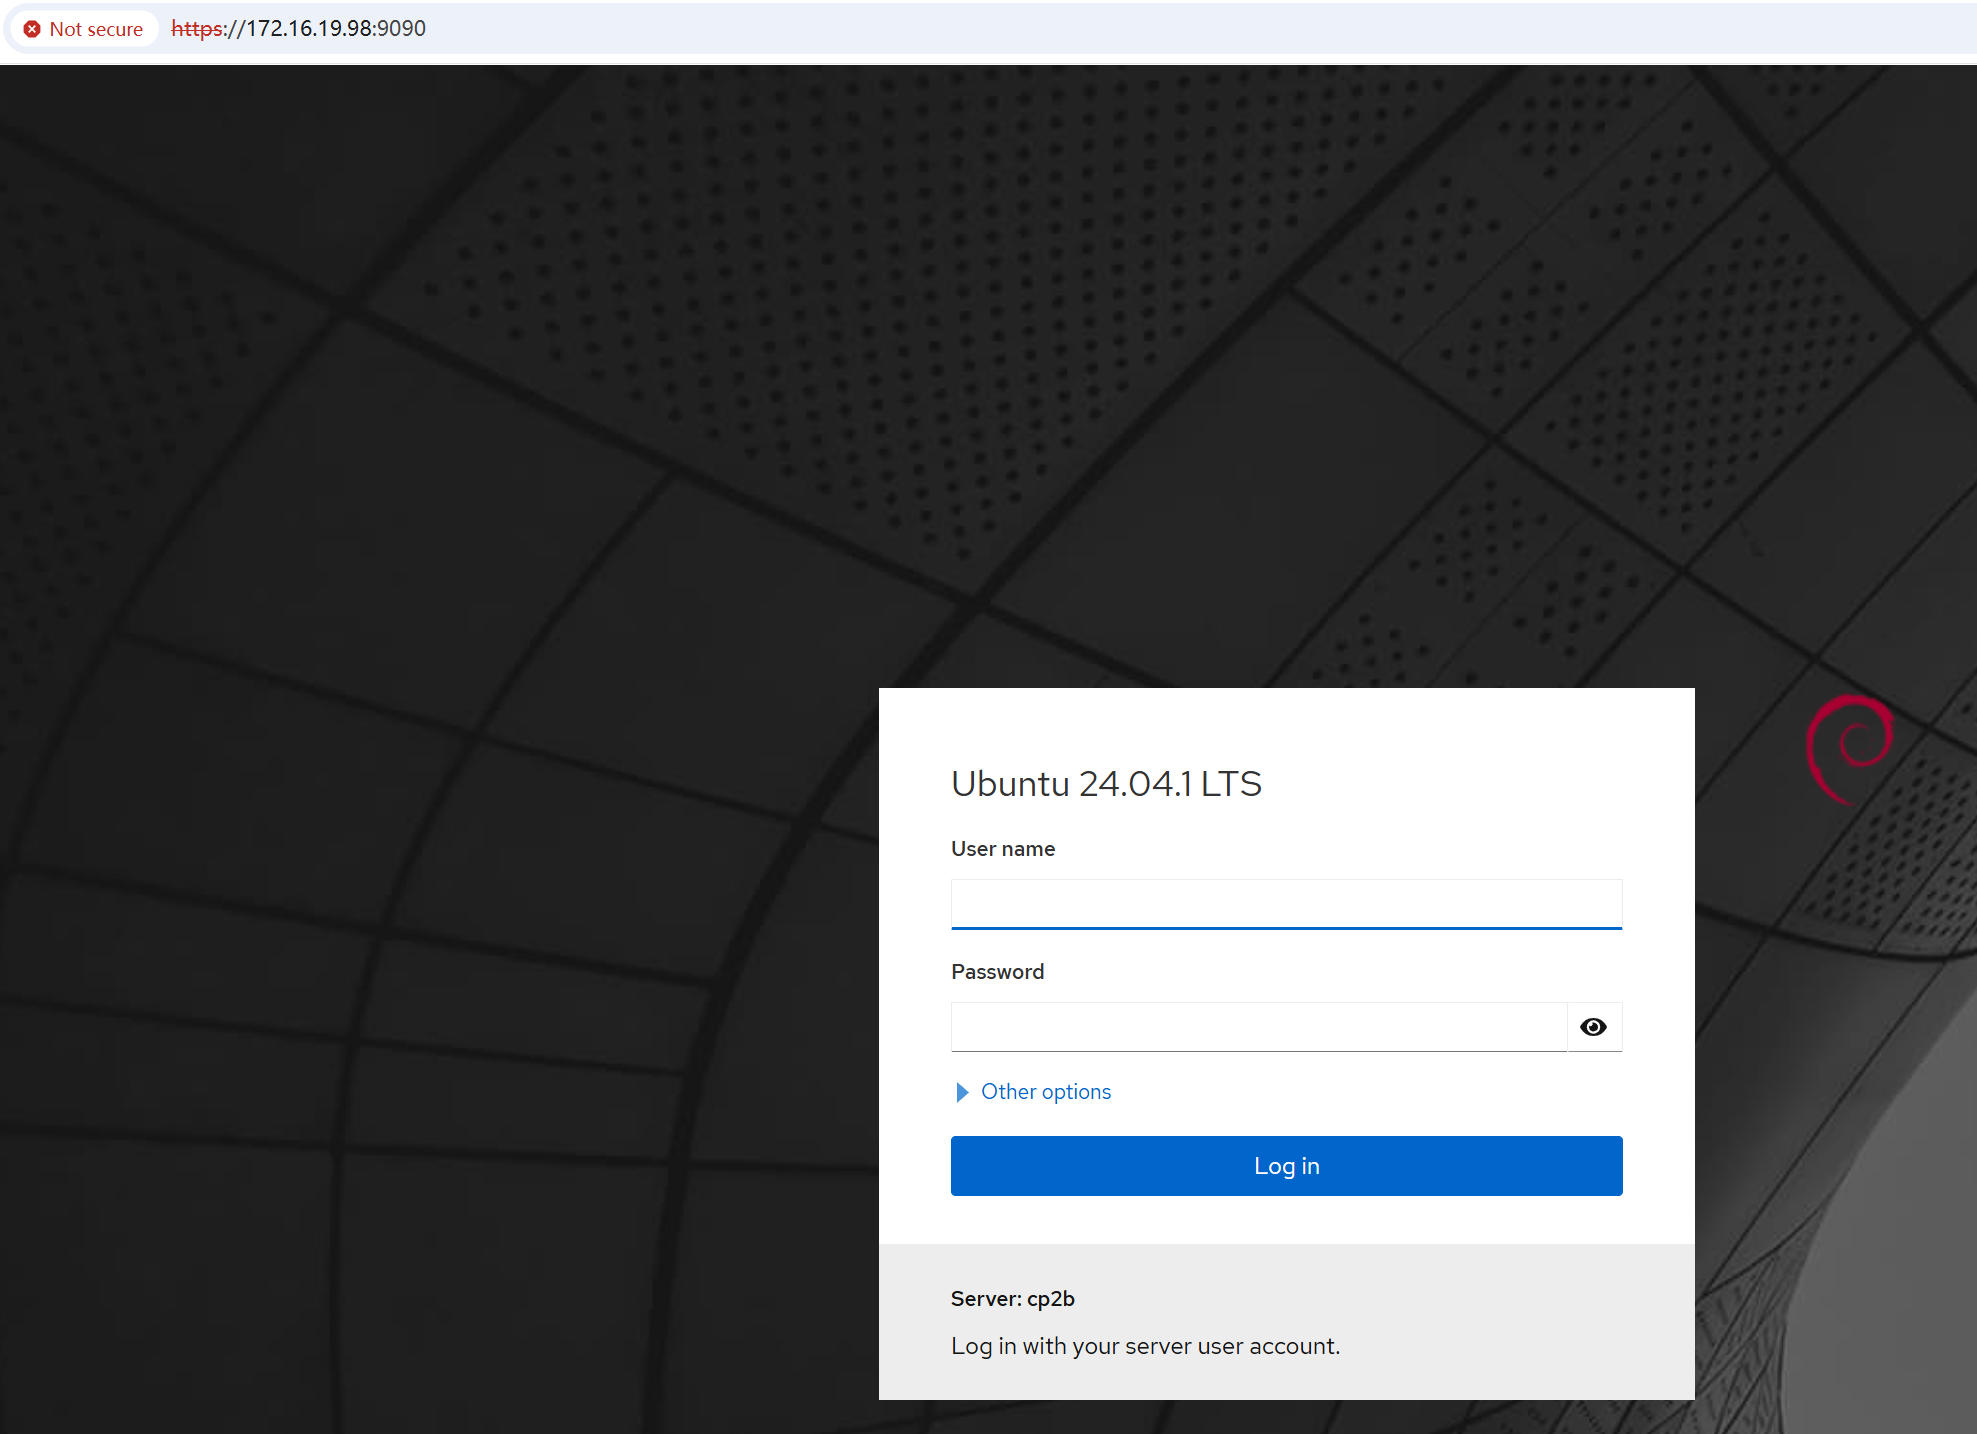 Not secure https://172.16.19.98:9090
Ubuntu 24.04.1 LTS
User name
Password
Other options
Log in
Server: cp2b
Log in with your server user account.